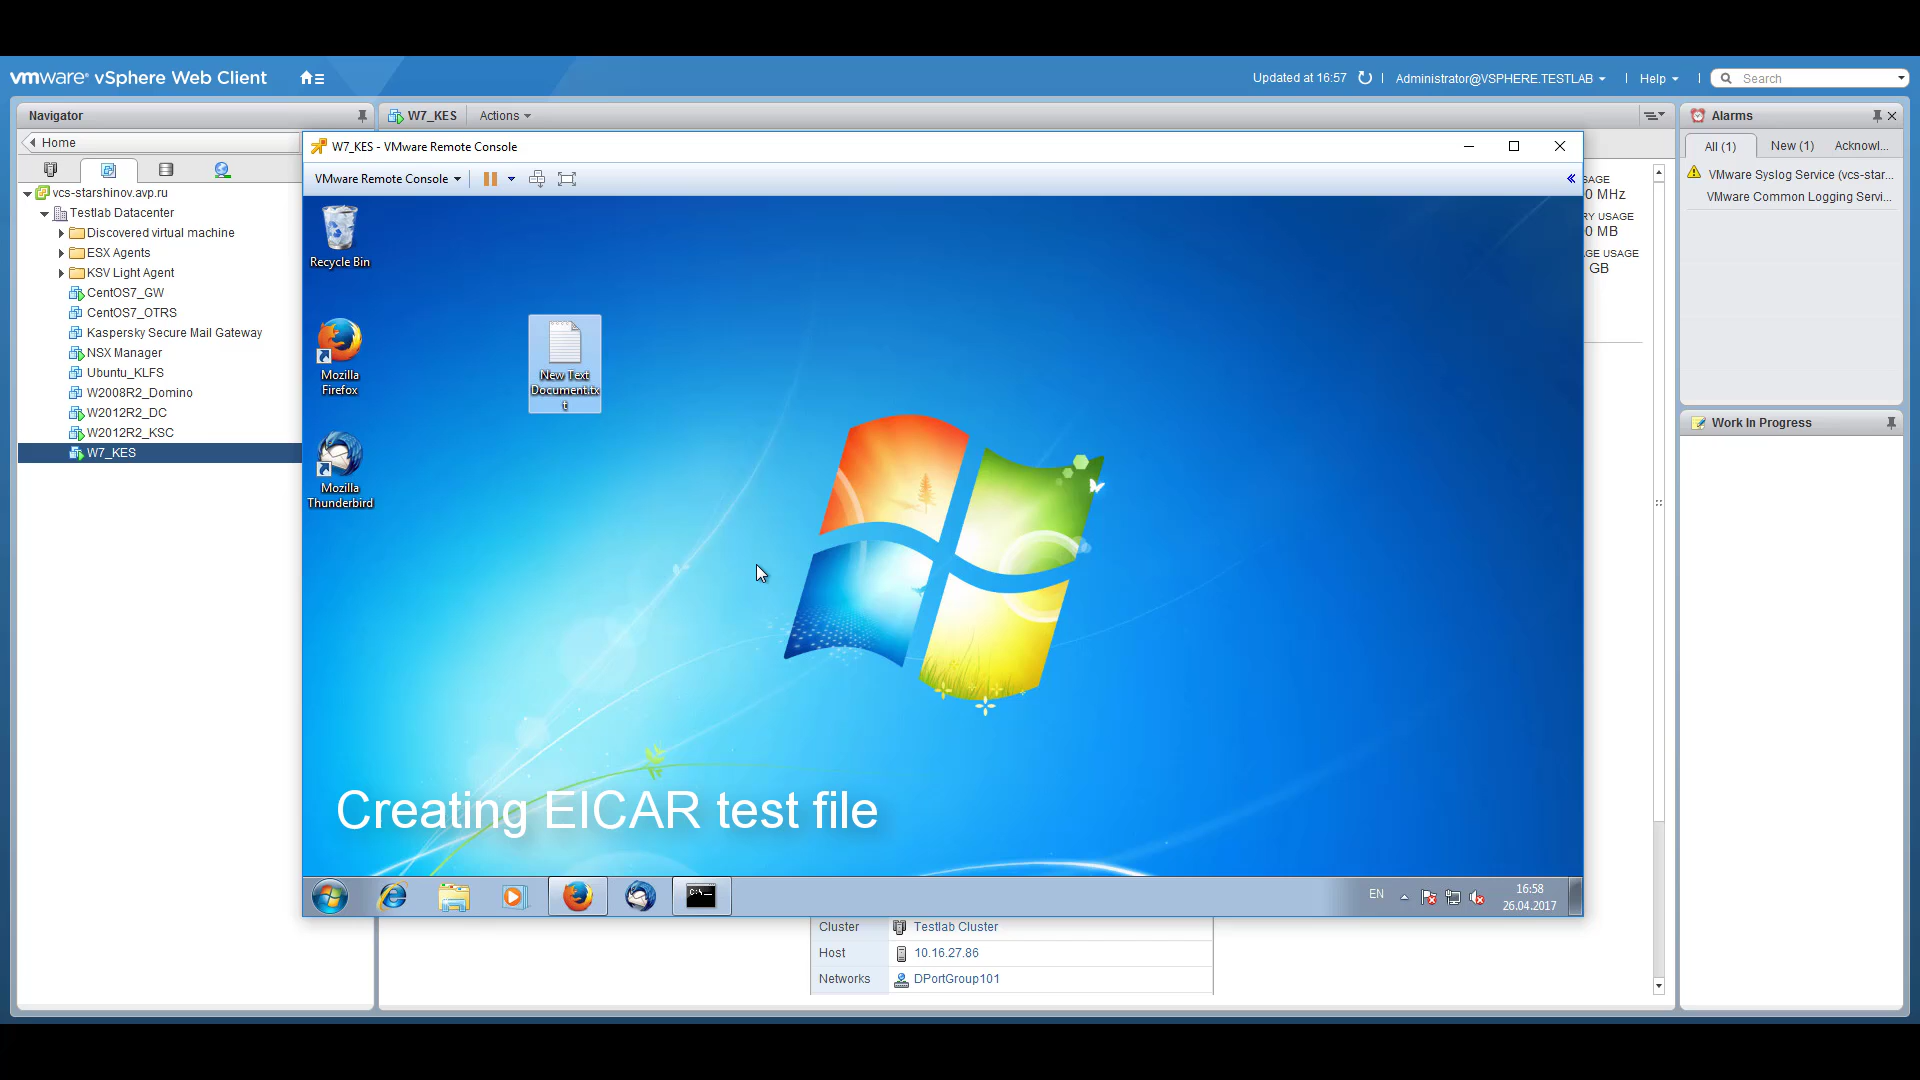 vmware® vSphere Web Client
Updated at 16:57
Administrator@VSPHERE.TESTLAB
Help
Search
Navigator
Home
vcs-starshinov.avp.ru
Testlab Datacenter
Discovered virtual machine
ESX Agents
KSV Light Agent
CentOS7_GW
CentOS7_OTRS
Kaspersky Secure Mail Gateway
NSX Manager
Ubuntu_KLFS
W2008R2_Domino
W2012R2_DC
W2012R2_KSC
W7_KES
W7_KES
Actions
W7_KES - VMware Remote Console
VMware Remote Console
Recycle Bin
Mozilla
Firefox
Mozilla
Thunderbird
New Text
Document.tx
t
Creating EICAR test file
C:\.
EN
16:58
26.04.2017
SAGE
0 MHz
RY USAGE
0 MB
GE USAGE
GB
Cluster
Testlab Cluster
Host
10.16.27.86
Networks
DPortGroup101
Alarms
All (1)
New (1)
Acknowl...
VMware Syslog Service (vcs-star...
VMware Common Logging Servi...
Work In Progress